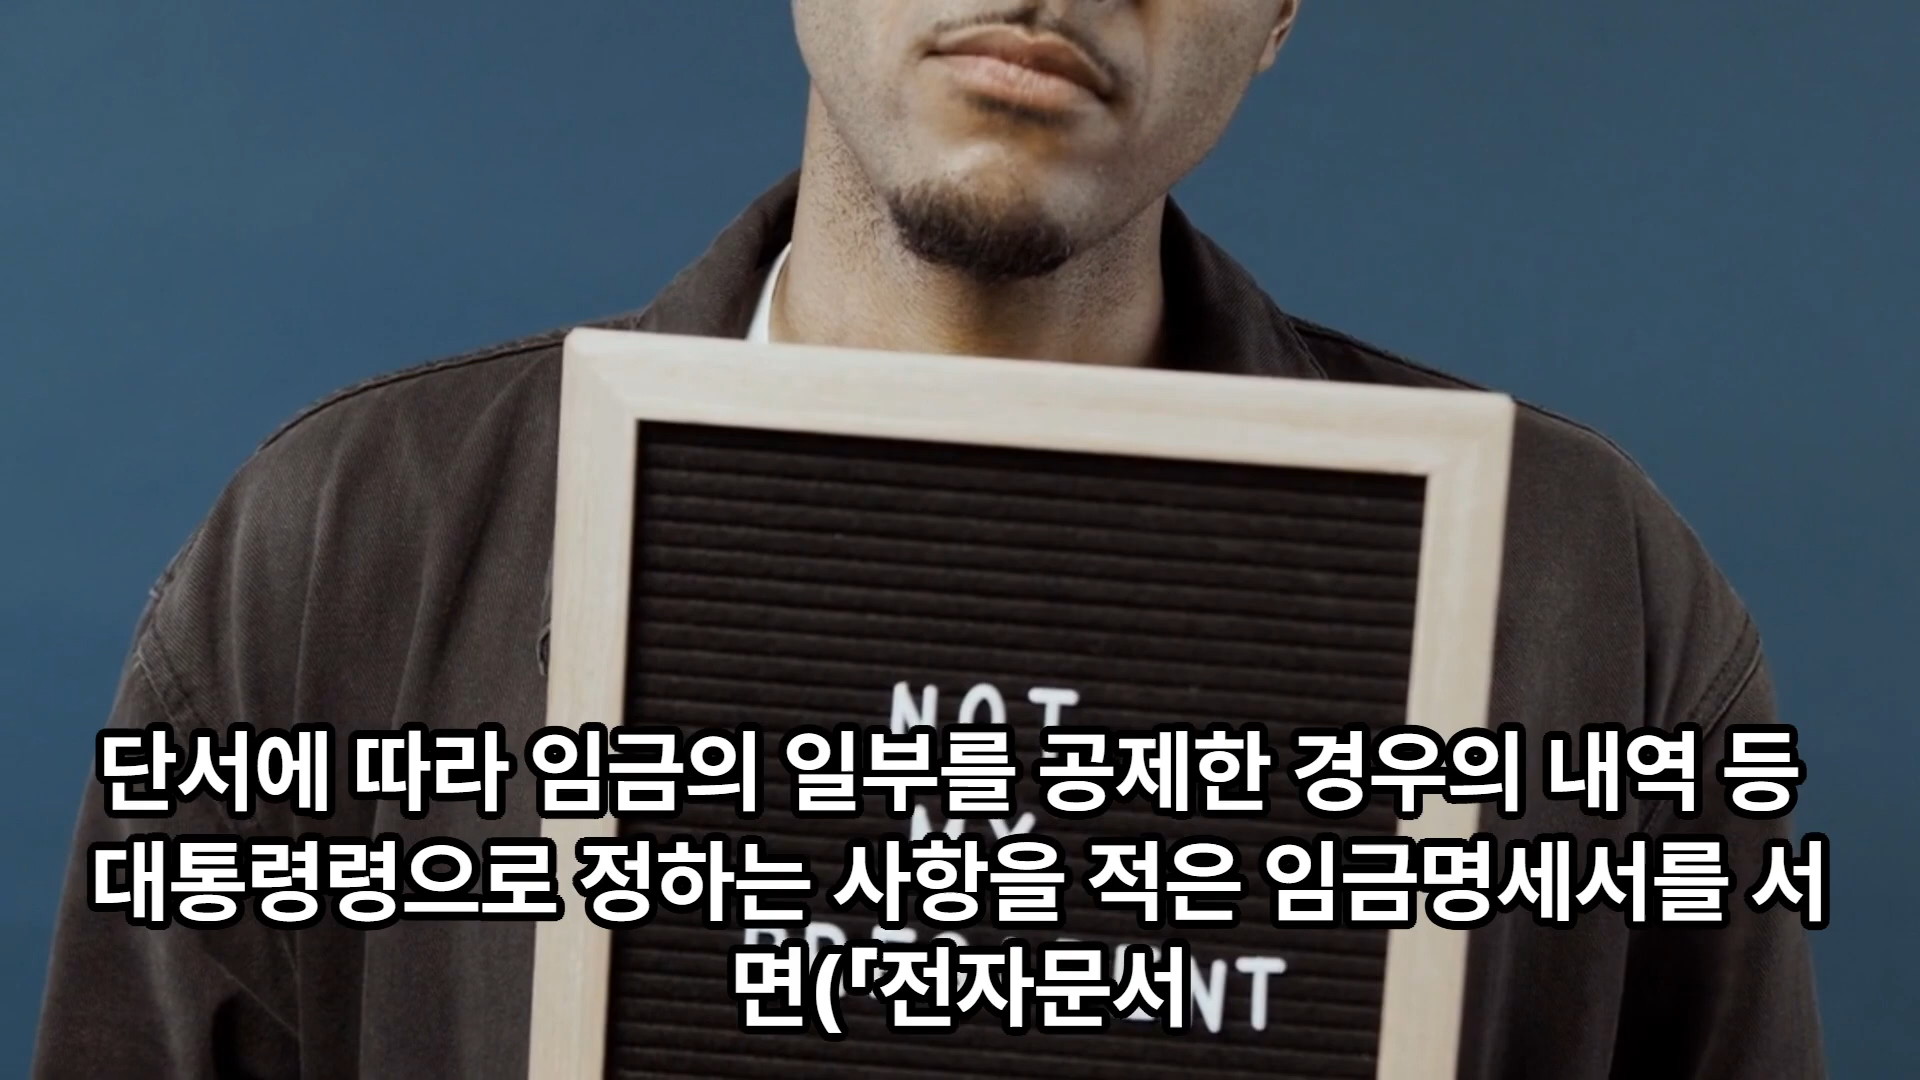 NOT
MY
단서에 따라 임금의 일부를 공제한 경우의 내역 등
대통령령으로 정하는 사항을 적은 임금명세서를 서
면(「전자문서